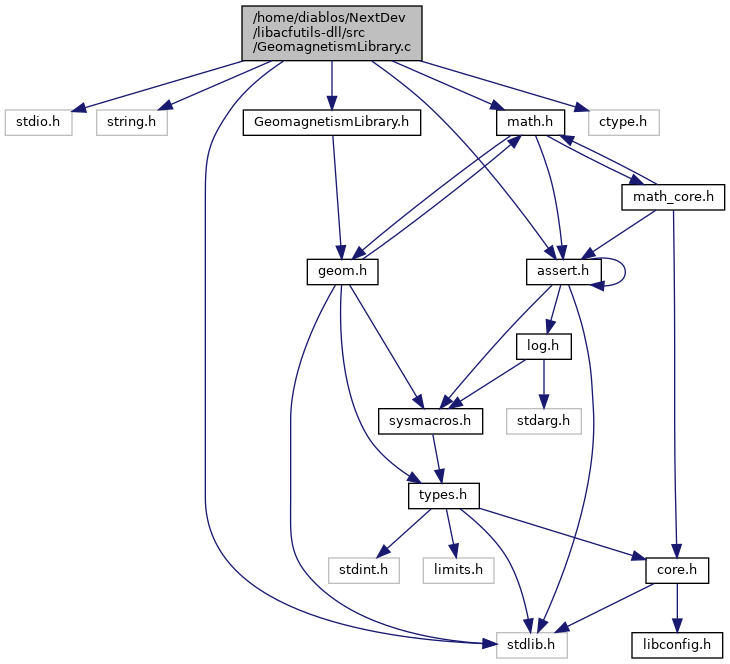 /home/diablos/NextDev
/libacfutils-dll/src
/GeomagnetismLibrary.c
stdio.h
string.h
GeomagnetismLibrary.h
math.h
ctype.h
math_core.h
geom.h
assert.h
log.h
sysmacros.h
stdarg.h
types.h
stdint.h
limits.h
core.h
stdlib.h
libconfig.h